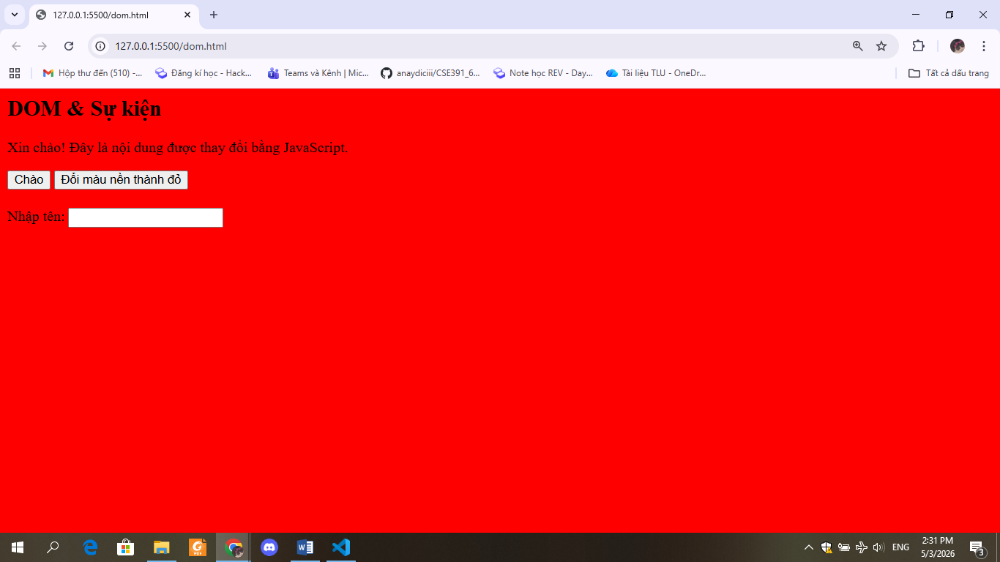 127.0.0.1:5500/dom.html
127.0.0.1:5500/dom.html
Hộp thư đến (510) -... Đăng kí học - Hack... Teams và Kênh | Mic... anaydiciii/CSE391_6... Note học REV - Day... Tài liệu TLU - OneDr... Tất cả dấu trang
DOM & Sự kiện
Xin chào! Đây là nội dung được thay đổi bằng JavaScript.
Chào Đổi màu nền thành đỏ
Nhập tên:
PDF
ENG
2:31 PM
5/3/2026
3